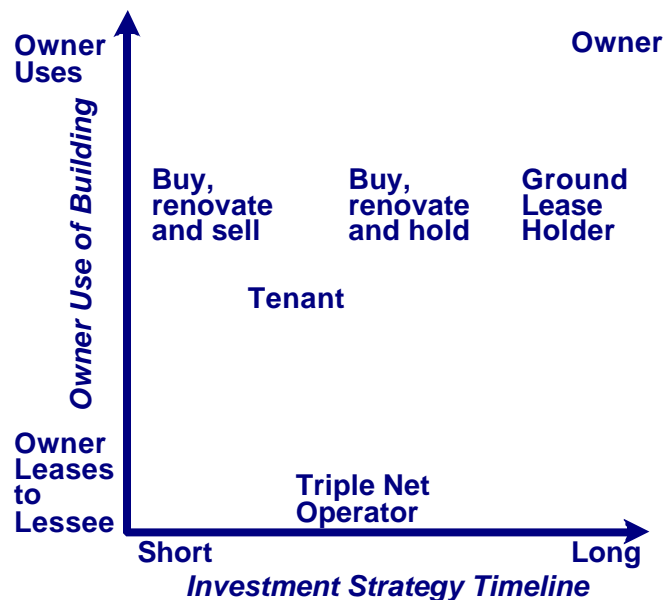 Owner
Uses
Owner
Owner Use of Building
Buy,
renovate
and sell
Buy,
renovate
and hold
Ground
Lease
Holder
Tenant
Owner
Leases
to
Lessee
Triple Net
Operator
Short
Long
Investment Strategy Timeline